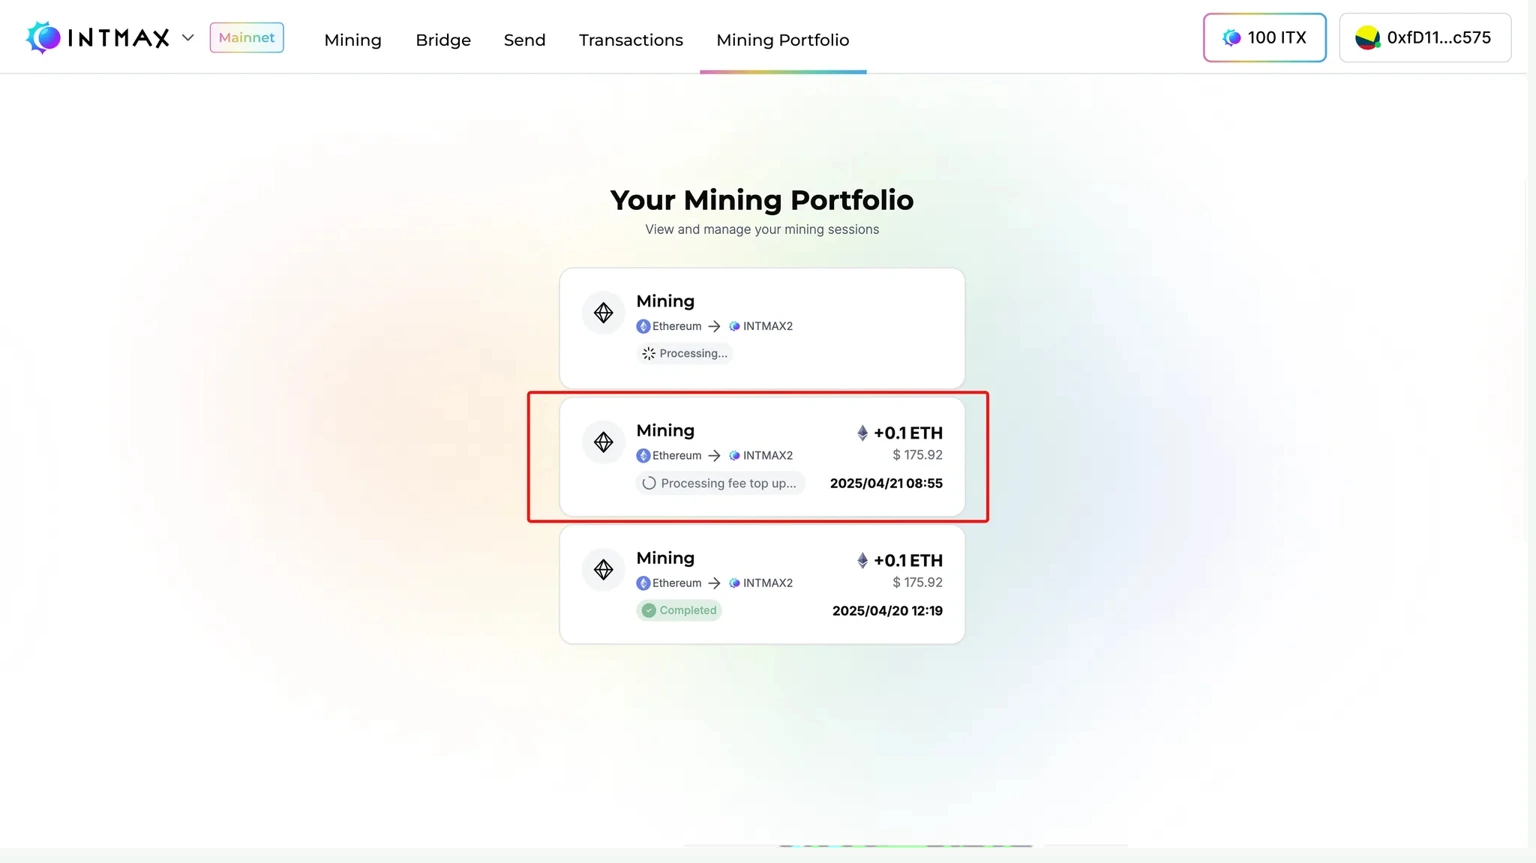 INTMAX
Mainnet
Mining
Bridge
Send
Transactions
Mining Portfolio
100 ITX
0xfD11...c575
Your Mining Portfolio
View and manage your mining sessions
Mining
Ethereum → INTMAX2
Processing...
Mining
+0.1 ETH
Ethereum → INTMAX2
$ 175.92
Processing fee top up...
2025/04/21 08:55
Mining
+0.1 ETH
Ethereum → INTMAX2
$ 175.92
Completed
2025/04/20 12:19